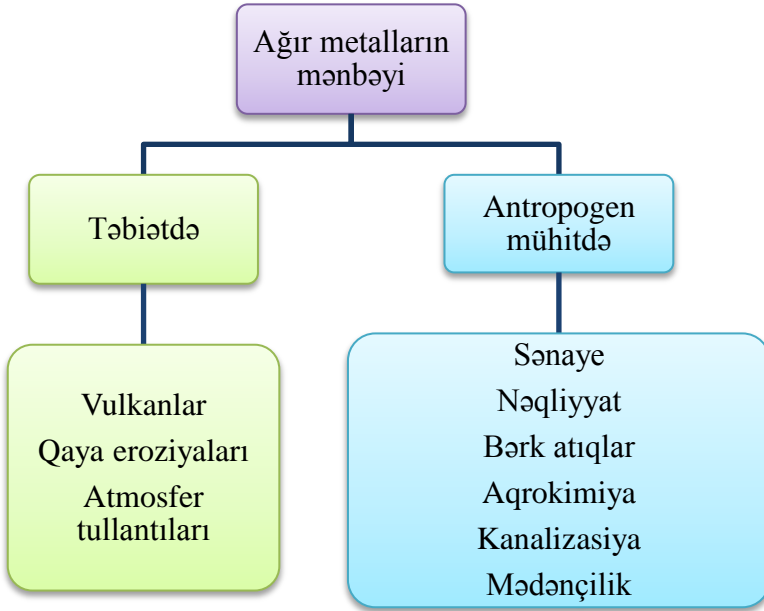 Ağır metalların
mənbəyi
Təbiətdə
Antropogen
mühitdə
Vulkanlar
Qaya eroziyaları
Atmosfer
tullantıları
Sənaye
Nəqliyyat
Bərk atıqlar
Aqrokimiya
Kanalizasiya
Mədənçilik